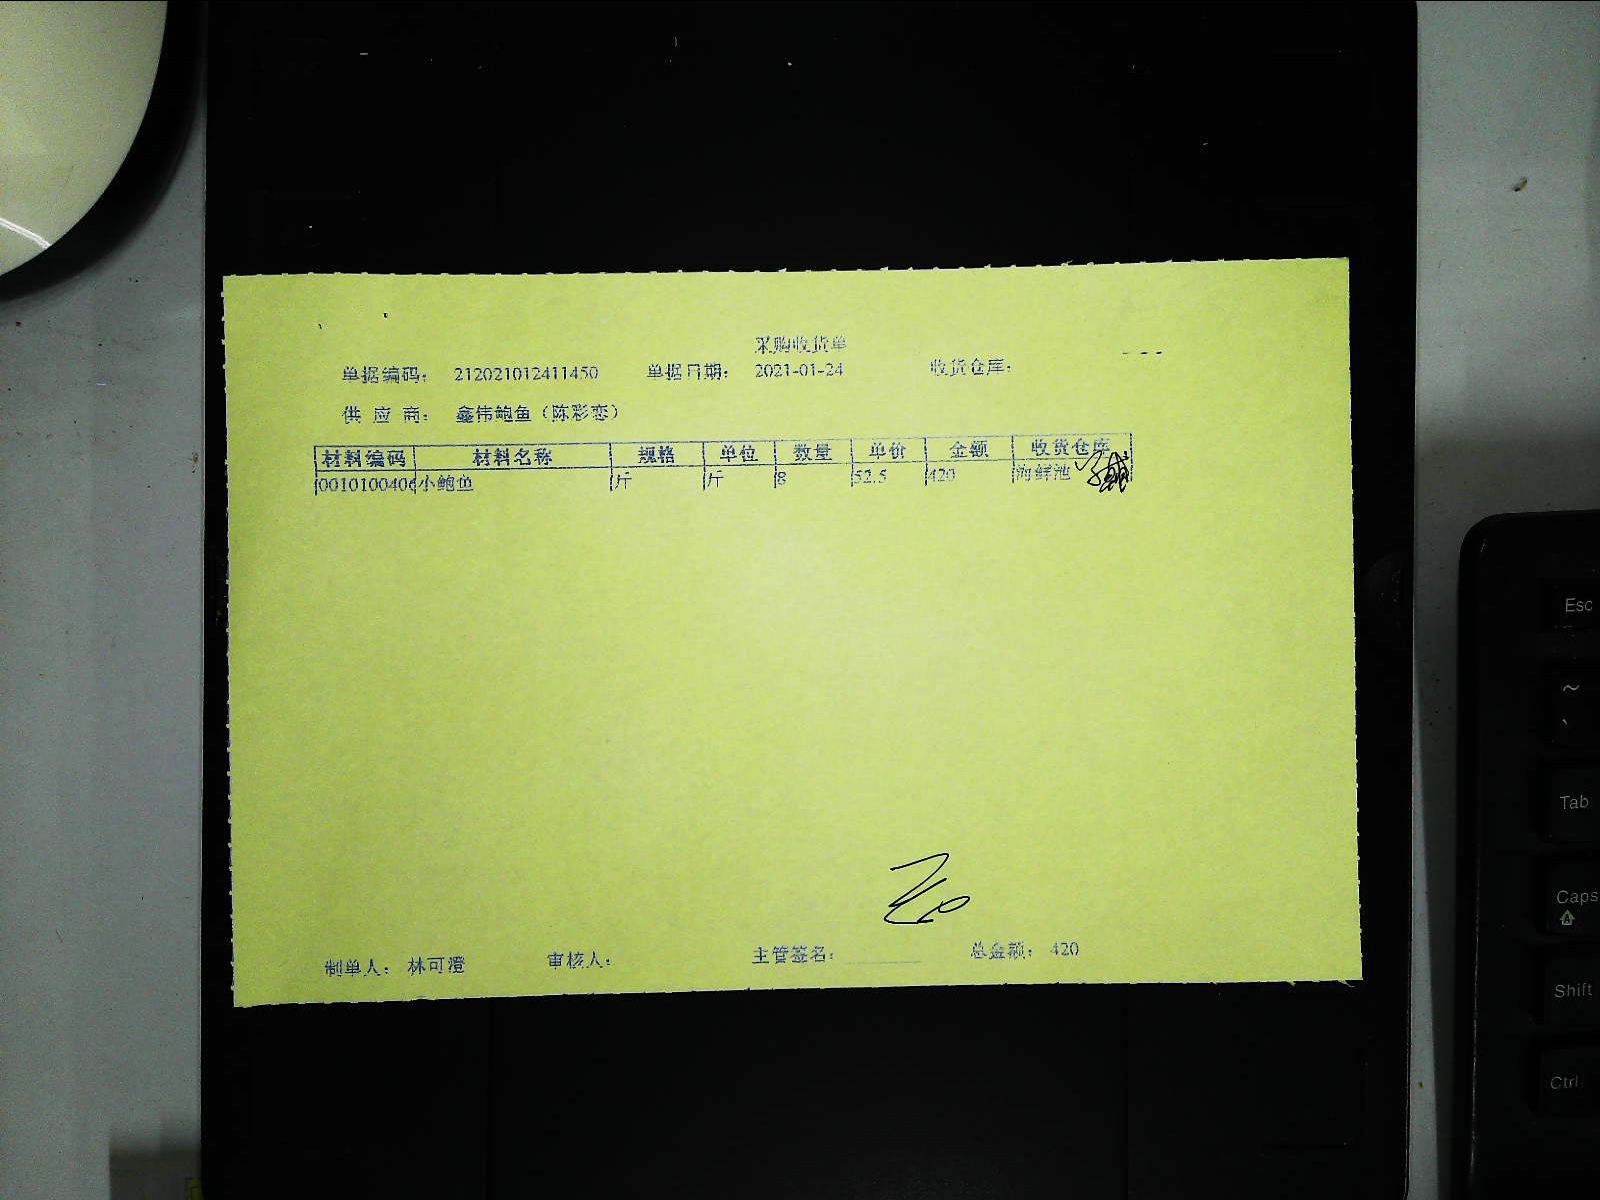 采购收货单
单据编码： 212021012411450 单据日期： 2021-01-24 收货仓库：
供 应 商： 鑫伟鲍鱼（陈彩恋）
材料编码 材料名称 规格 单位 数量 单价 金额 收货仓库
0010100406 小鲍鱼 斤 斤 8 52.5 420 海鲜池
制单人： 林可澄 审核人： 主管签名： 总金额： 420
Esc
~
`
Tab
Caps
Shift
Ctrl